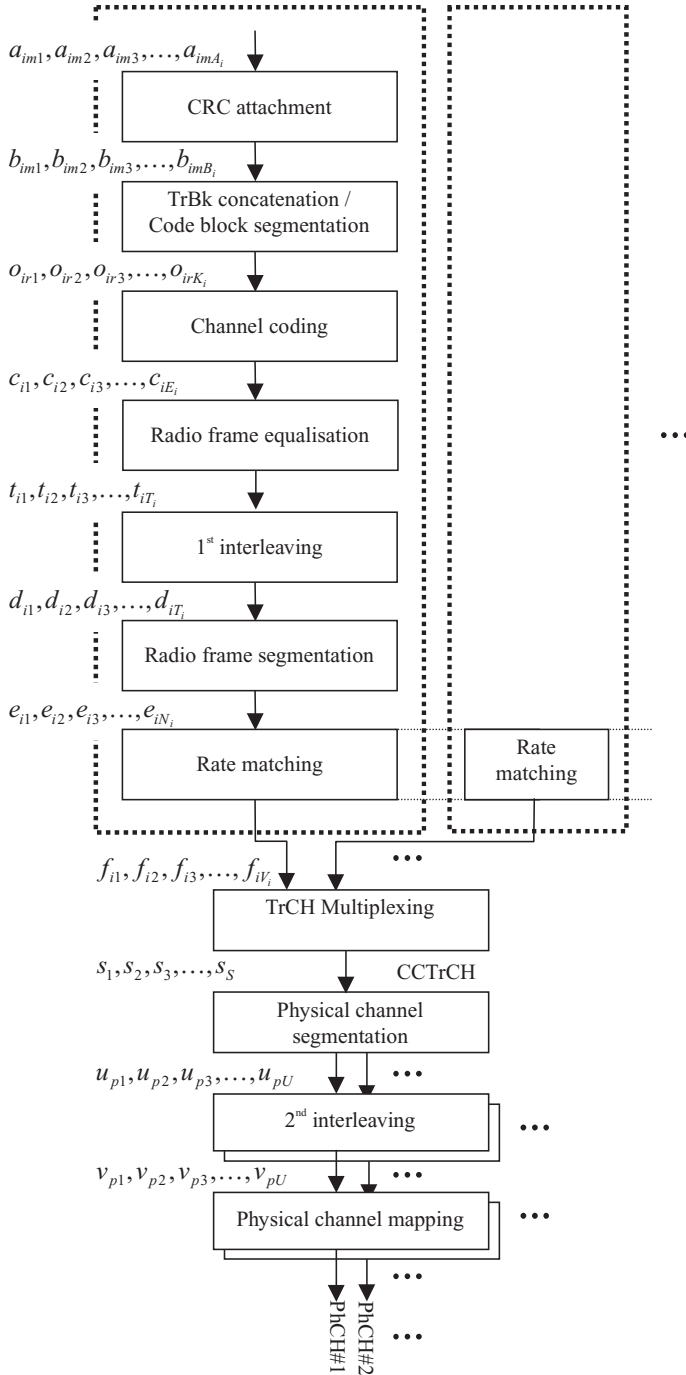 a_{im1}, a_{im2}, a_{im3},…, a_{imA_i}
CRC attachment
b_{im1}, b_{im2}, b_{im3},…, b_{imB_i}
TrBk concatenation /
Code block segmentation
o_{ir1}, o_{ir2}, o_{ir3},…, o_{irK_i}
Channel coding
c_{i1}, c_{i2}, c_{i3},…, c_{iE_i}
Radio frame equalisation
…
t_{i1}, t_{i2}, t_{i3},…, t_{iT_i}
1st interleaving
d_{i1}, d_{i2}, d_{i3},…, d_{iT_i}
Radio frame segmentation
e_{i1}, e_{i2}, e_{i3},…, e_{iN_i}
Rate matching
Rate
matching
…
f_{i1}, f_{i2}, f_{i3},…, f_{iV_i}
TrCH Multiplexing
s_1, s_2, s_3,…, s_S
CCTrCH
Physical channel
segmentation
u_{p1}, u_{p2}, u_{p3},…, u_{pU}
…
2nd interleaving
…
v_{p1}, v_{p2}, v_{p3},…, v_{pU}
…
Physical channel mapping
…
…
PhCH#1
PhCH#2
…